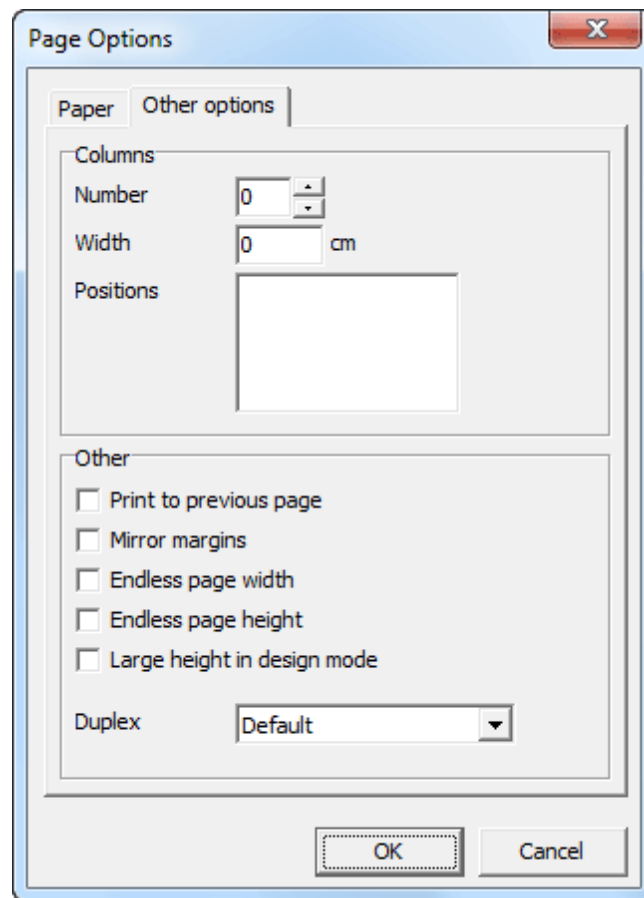 Page Options
Paper
Other options
Columns
Number
0
Width
0
cm
Positions
Other
Print to previous page
Mirror margins
Endless page width
Endless page height
Large height in design mode
Duplex
Default
OK
Cancel